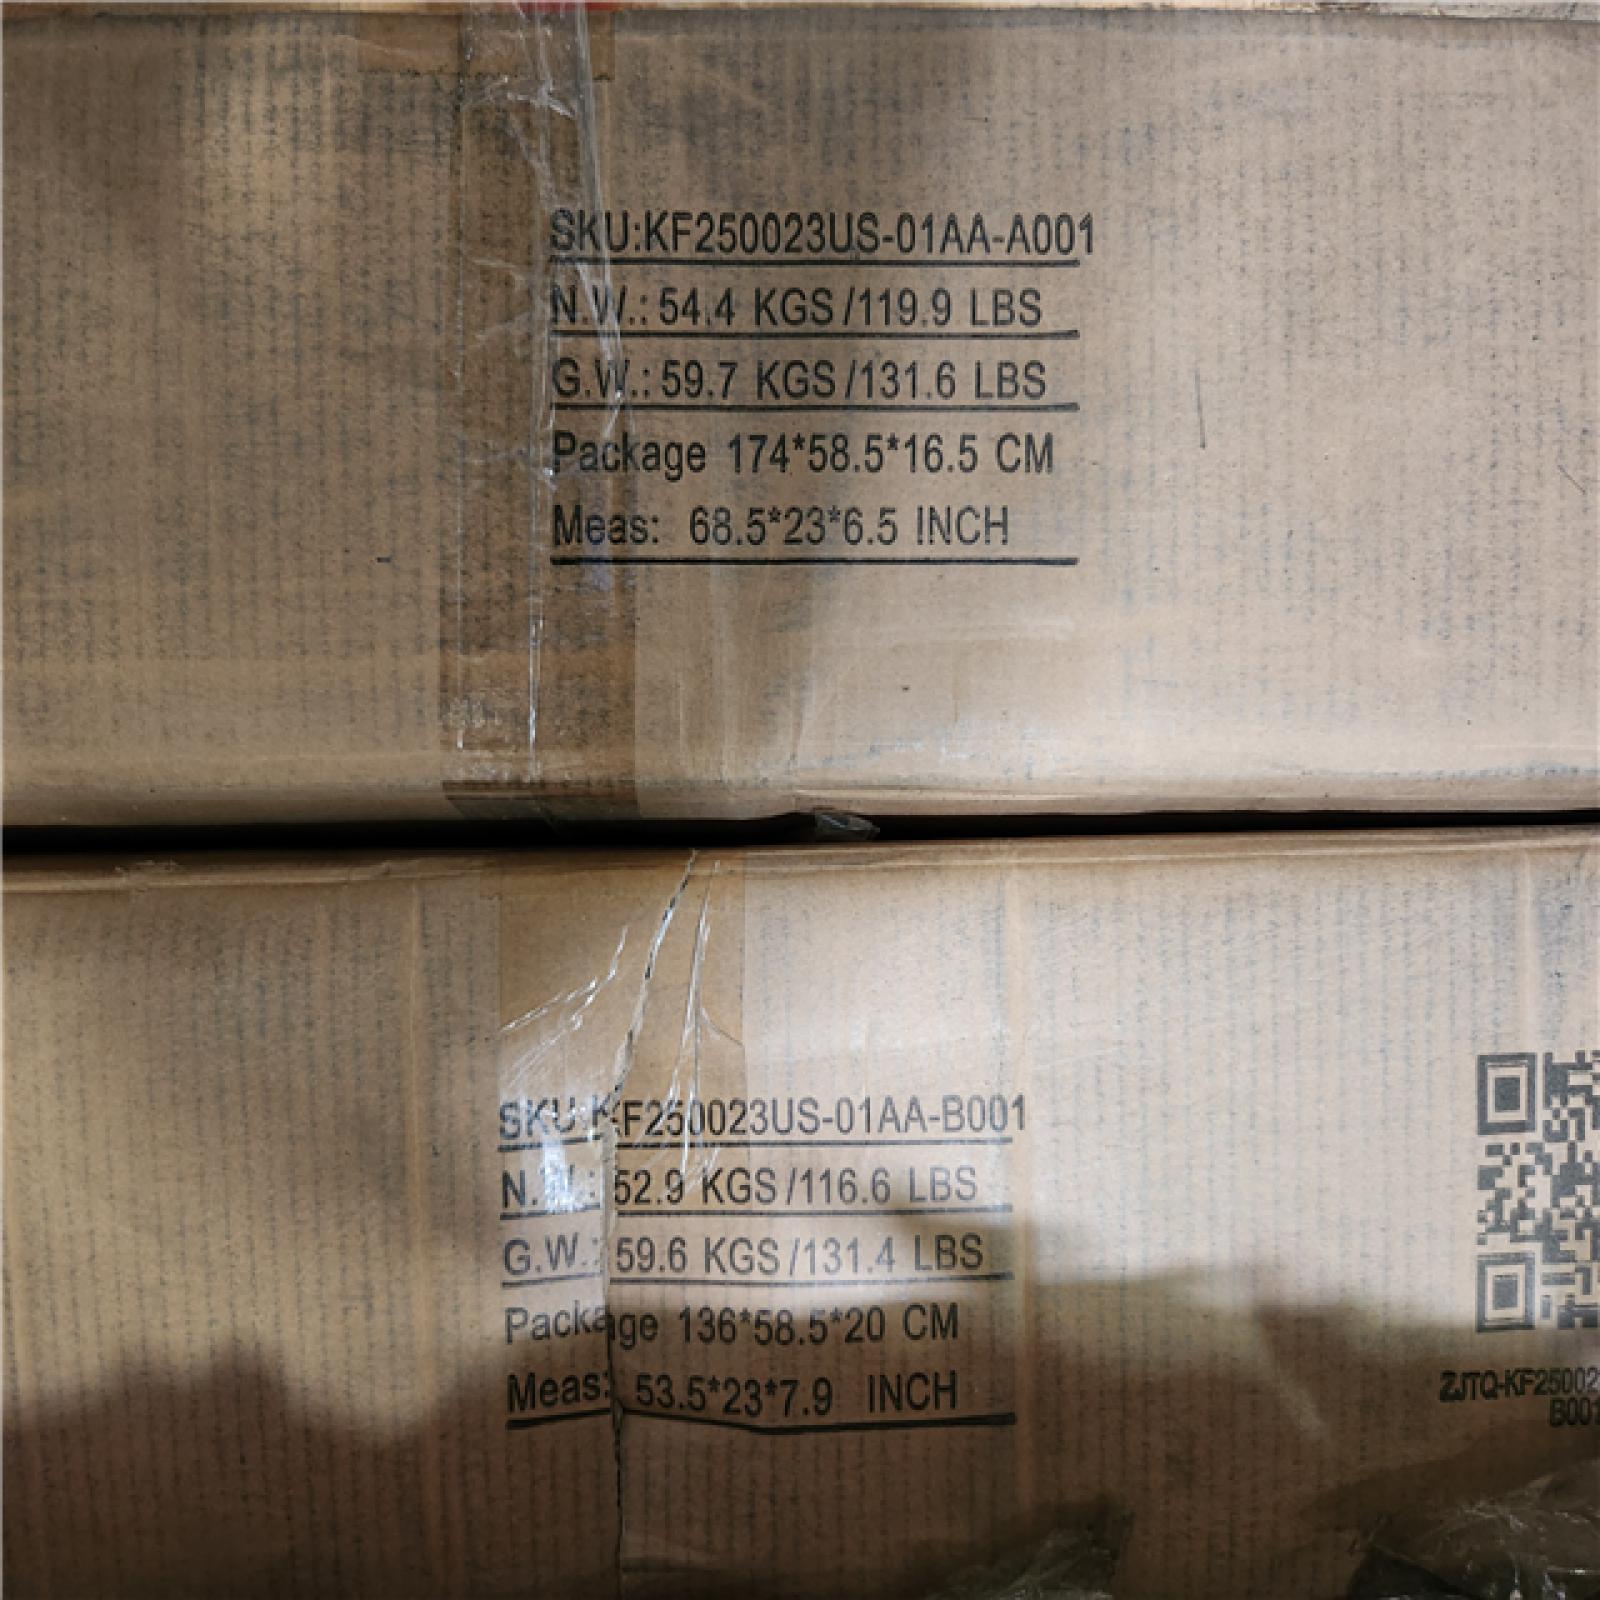 SKU:KF250023US-01AA-A001
N.W.: 54.4 KGS/119.9 LBS
G.W.: 59.7 KGS/131.6 LBS
Package 174*58.5*16.5 CM
Meas: 68.5*23*6.5 INCH
SKU:KF250023US-01AA-B001
N.W.: 52.9 KGS/116.6 LBS
G.W.: 59.6 KGS/131.4 LBS
Package 136*58.5*20 CM
Meas: 53.5*23*7.9 INCH
ZJTQ-KF25002
B001